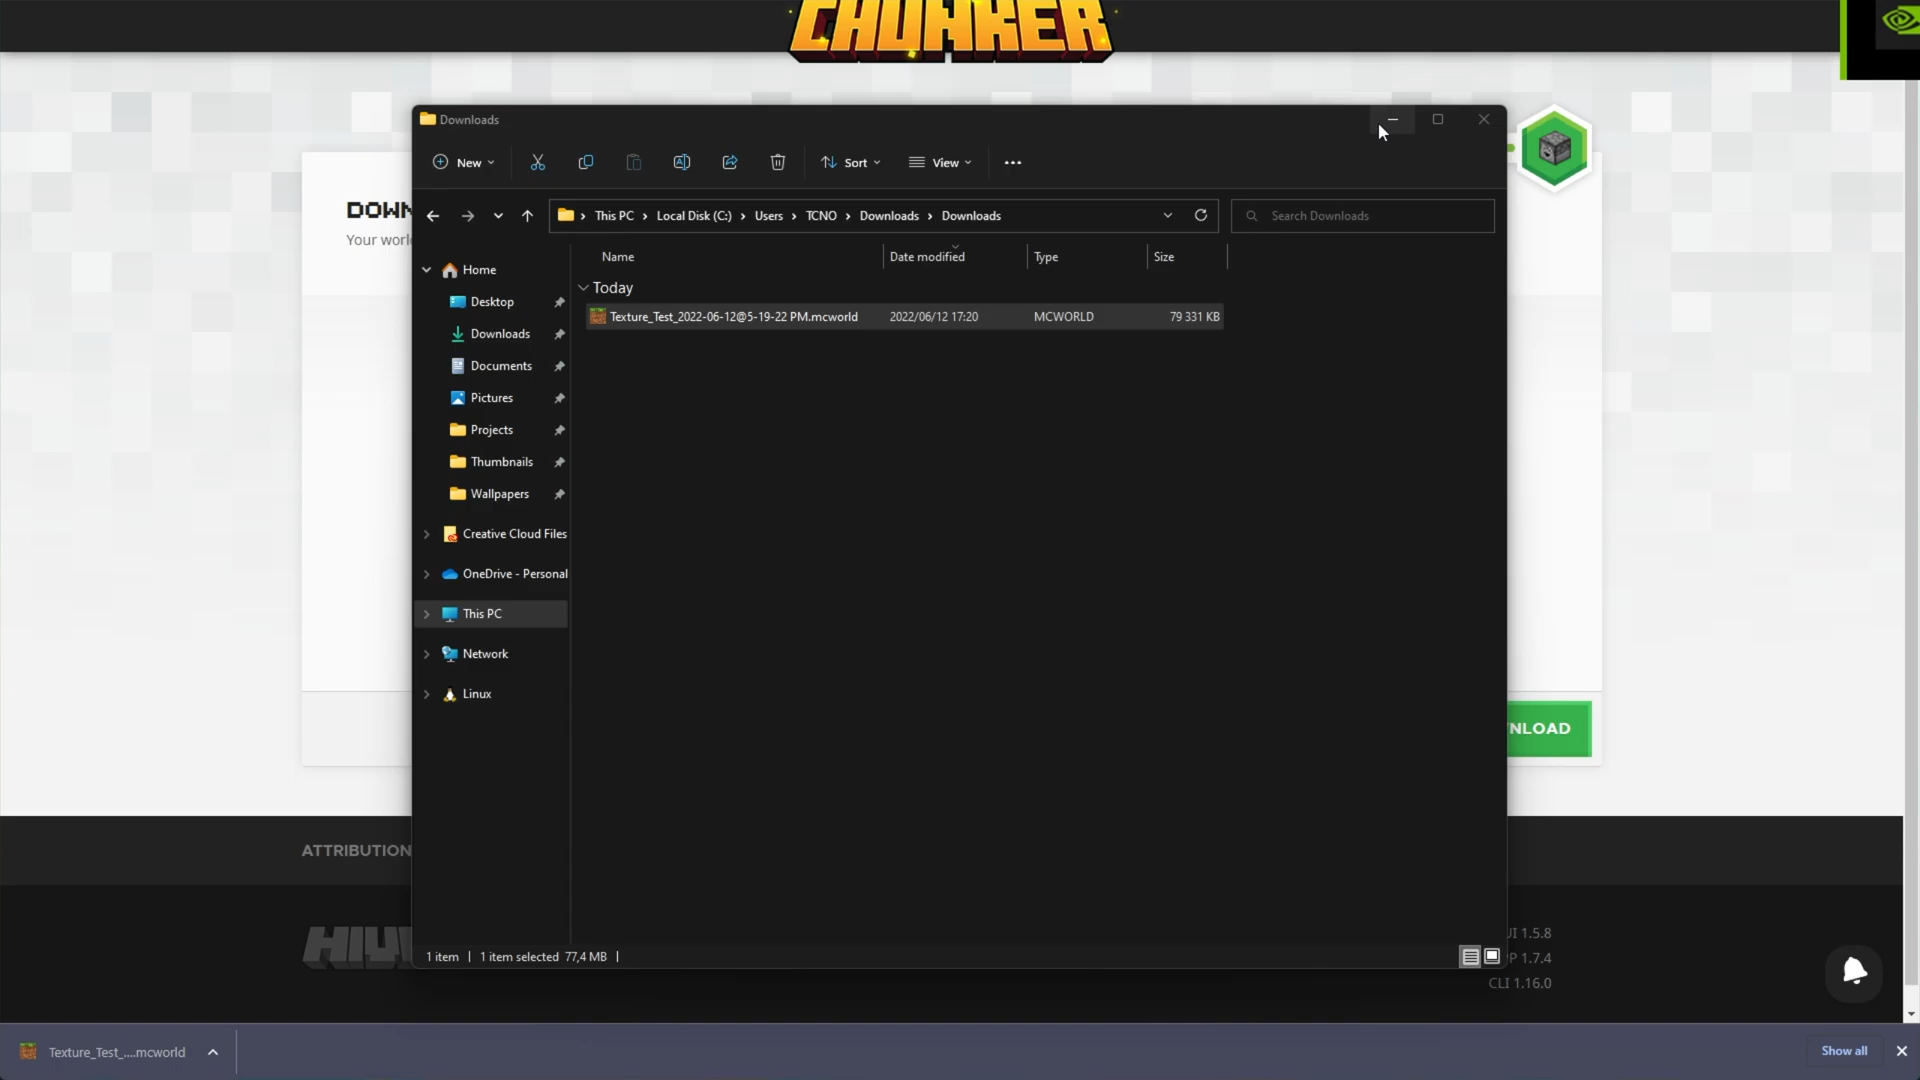 CHUNKER
Downloads
New
Sort
View
This PC
Local Disk (C:)
Users
TCNO
Downloads
Downloads
Search Downloads
DOWN
Your worl
Name
Date modified
Type
Size
Home
Desktop
Downloads
Documents
Pictures
Projects
Thumbnails
Wallpapers
Creative Cloud Files
OneDrive - Personal
This PC
Network
Linux
Today
Texture_Test_2022-06-12@5-19-22 PM.mcworld
2022/06/12 17:20
MCWORLD
79 331 KB
NLOAD
ATTRIBUTION
1 item
1 item selected 77,4 MB
UI 1.5.8
P 1.7.4
CLI 1.16.0
Texture_Test_....mcworld
Show all